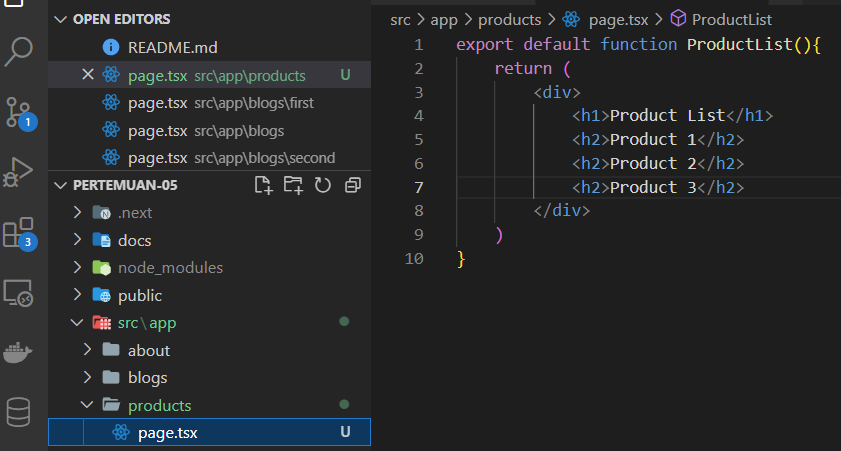 OPEN EDITORS
README.md
page.tsx src\app\products U
page.tsx src\app\blogs\first
page.tsx src\app\blogs
page.tsx src\app\blogs\second
PERTEMUAN-05
.next
docs
node_modules
public
src\app
about
blogs
products
page.tsx U
1
3
src > app > products > page.tsx > ProductList
1 export default function ProductList(){
2 return (
3 <div>
4 <h1>Product List</h1>
5 <h2>Product 1</h2>
6 <h2>Product 2</h2>
7 <h2>Product 3</h2>
8 </div>
9 )
10 }